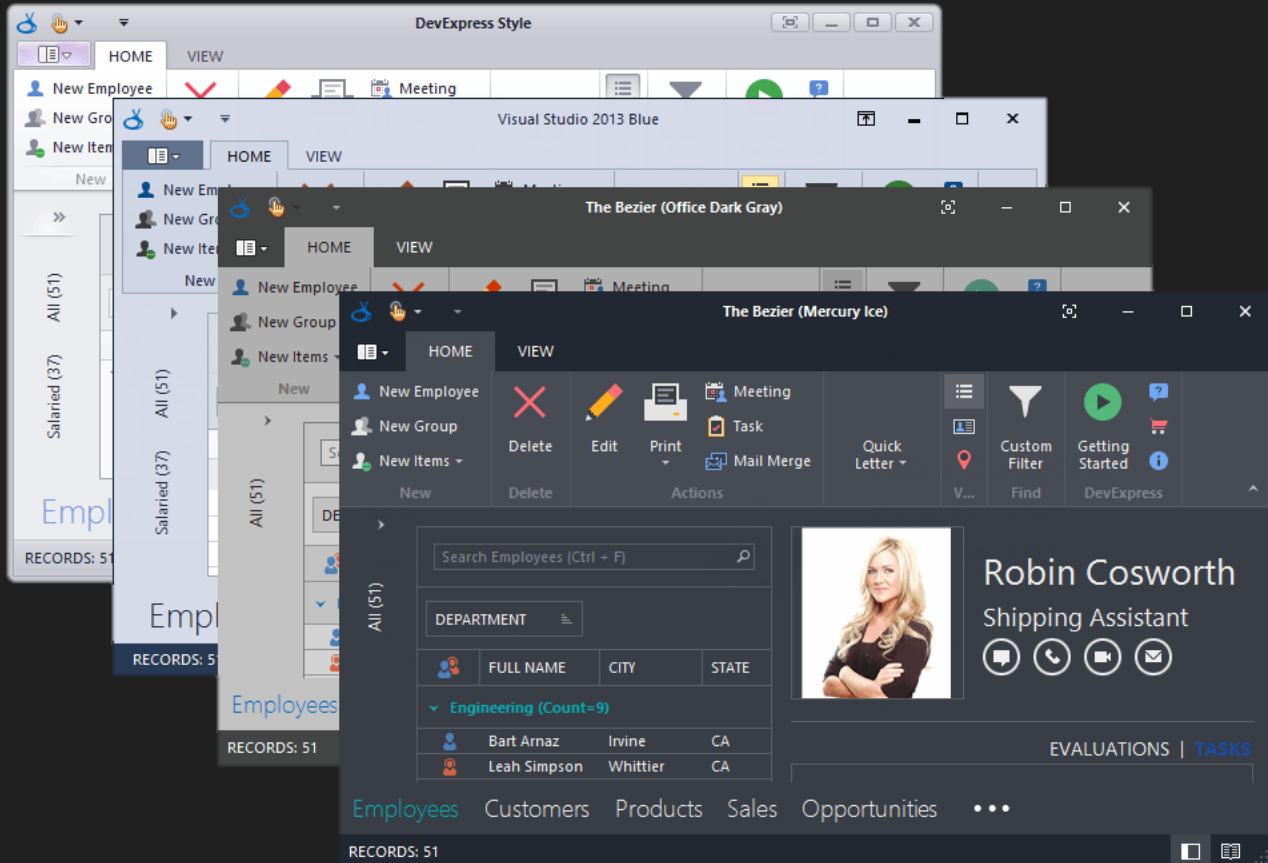 DevExpress Style
HOME VIEW
New Employee
Meeting
New Gro
New Item
New
All (51)
Salaried (37)
Empl
RECORDS: 51
Visual Studio 2013 Blue
HOME VIEW
New Em
New Gro
New Ite
New
All (51)
Salaried (37)
Empl
RECORDS: 51
The Bezier (Office Dark Gray)
HOME VIEW
New Employee
Meeting
New Group
New Items
New
All (51)
Se
DE
Employees
RECORDS: 51
The Bezier (Mercury Ice)
HOME VIEW
New Employee
New Group
New Items
New
Delete
Delete
Edit
Print
Meeting
Task
Mail Merge
Actions
Quick
Letter
V...
Custom
Filter
Find
Getting
Started
DevExpress
All (51)
Search Employees (Ctrl + F)
DEPARTMENT
FULL NAME CITY STATE
Engineering (Count=9)
Bart Arnaz Irvine CA
Leah Simpson Whittier CA
Robin Cosworth
Shipping Assistant
EVALUATIONS | TASKS
Employees Customers Products Sales Opportunities •••
RECORDS: 51